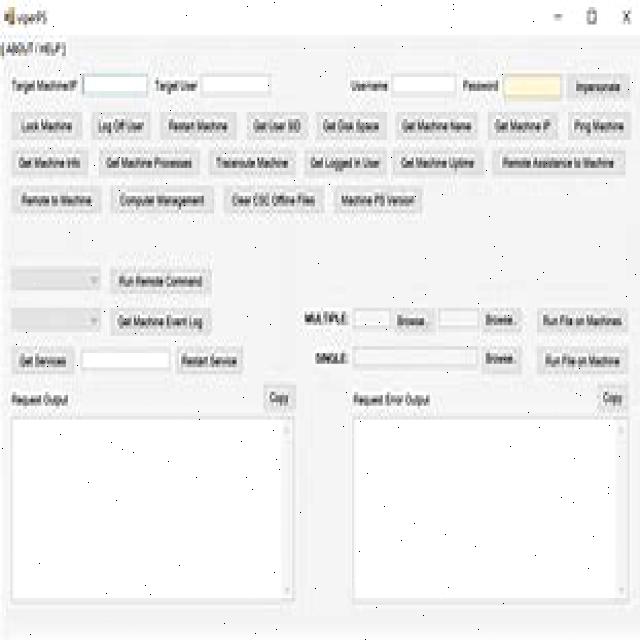 viperPS
[ ABOUT / HELP ]
Target Machine IP Target User Username Password Impersonate
Lock Machine Log Off User Restart Machine Get User SID Get Disk Space Get Machine Name Get Machine IP Ping Machine
Get Machine Info Get Machine Processes Traceroute Machine Get Logged In User Get Machine Uptime Remote Assistance to Machine
Remote to Machine Computer Management Clear CSC Offline Files Machine PS Version
Run Remote Command
Get Machine Event Log MULTIPLE: Browse.. Browse.. Run File on Machines
Get Services Restart Service SINGLE: Browse.. Run File on Machine
Request Output Copy Request Error Output Copy